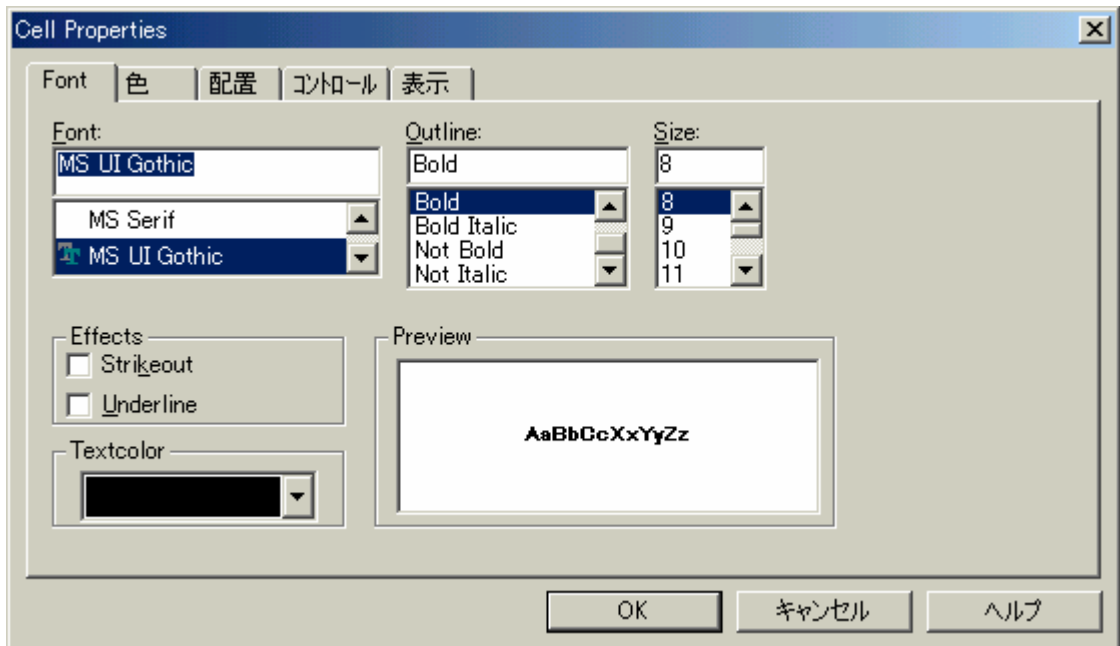 Cell Properties
Font 色 配置 コントロール 表示
Font: Outline: Size:
MS UI Gothic Bold 8
MS Serif Bold 8
MS UI Gothic Bold Italic 9
Not Bold 10
Not Italic 11
Effects Preview
Strikeout
Underline
AaBbCcXxYyZz
Textcolor
OK キャンセル ヘルプ